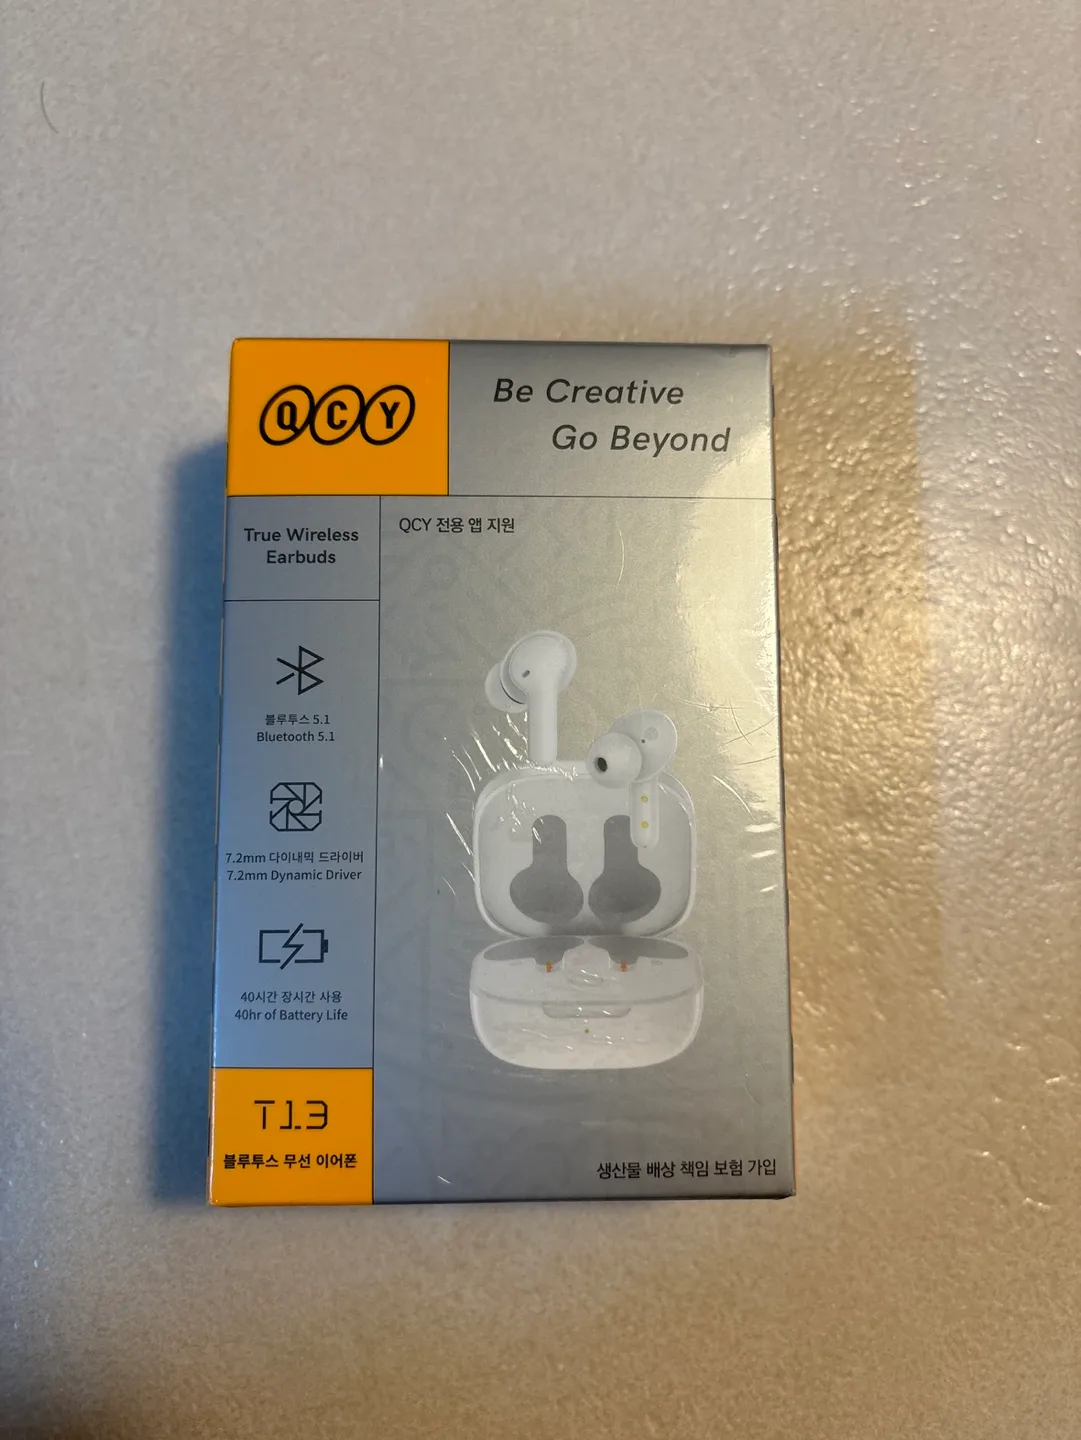 QCY
Be Creative
Go Beyond
True Wireless
Earbuds
QCY 전용 앱 지원
블루투스 5.1
Bluetooth 5.1
7.2mm 다이내믹 드라이버
7.2mm Dynamic Driver
40시간 장시간 사용
40hr of Battery Life
T13
블루투스 무선 이어폰
생산물 배상 책임 보험 가입